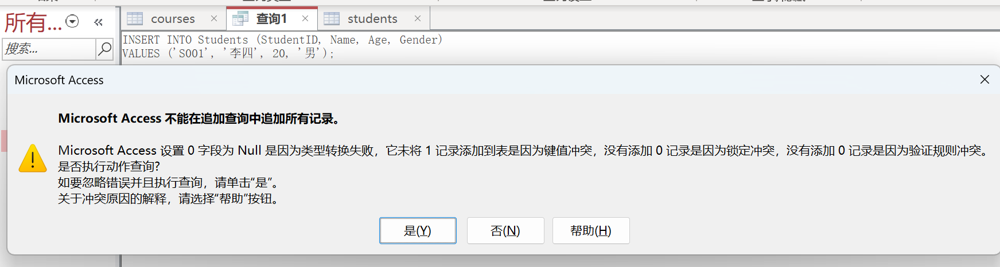 所有...
搜索...
courses
查询1
students
INSERT INTO Students (StudentID, Name, Age, Gender)
VALUES ('S001', '李四', 20, '男');
Microsoft Access
Microsoft Access 不能在追加查询中追加所有记录。
Microsoft Access 设置 0 字段为 Null 是因为类型转换失败，它未将 1 记录添加到表是因为键值冲突，没有添加 0 记录是因为锁定冲突，没有添加 0 记录是因为验证规则冲突。
是否执行动作查询?
如要忽略错误并且执行查询，请单击“是”。
关于冲突原因的解释，请选择“帮助”按钮。
是(Y)
否(N)
帮助(H)